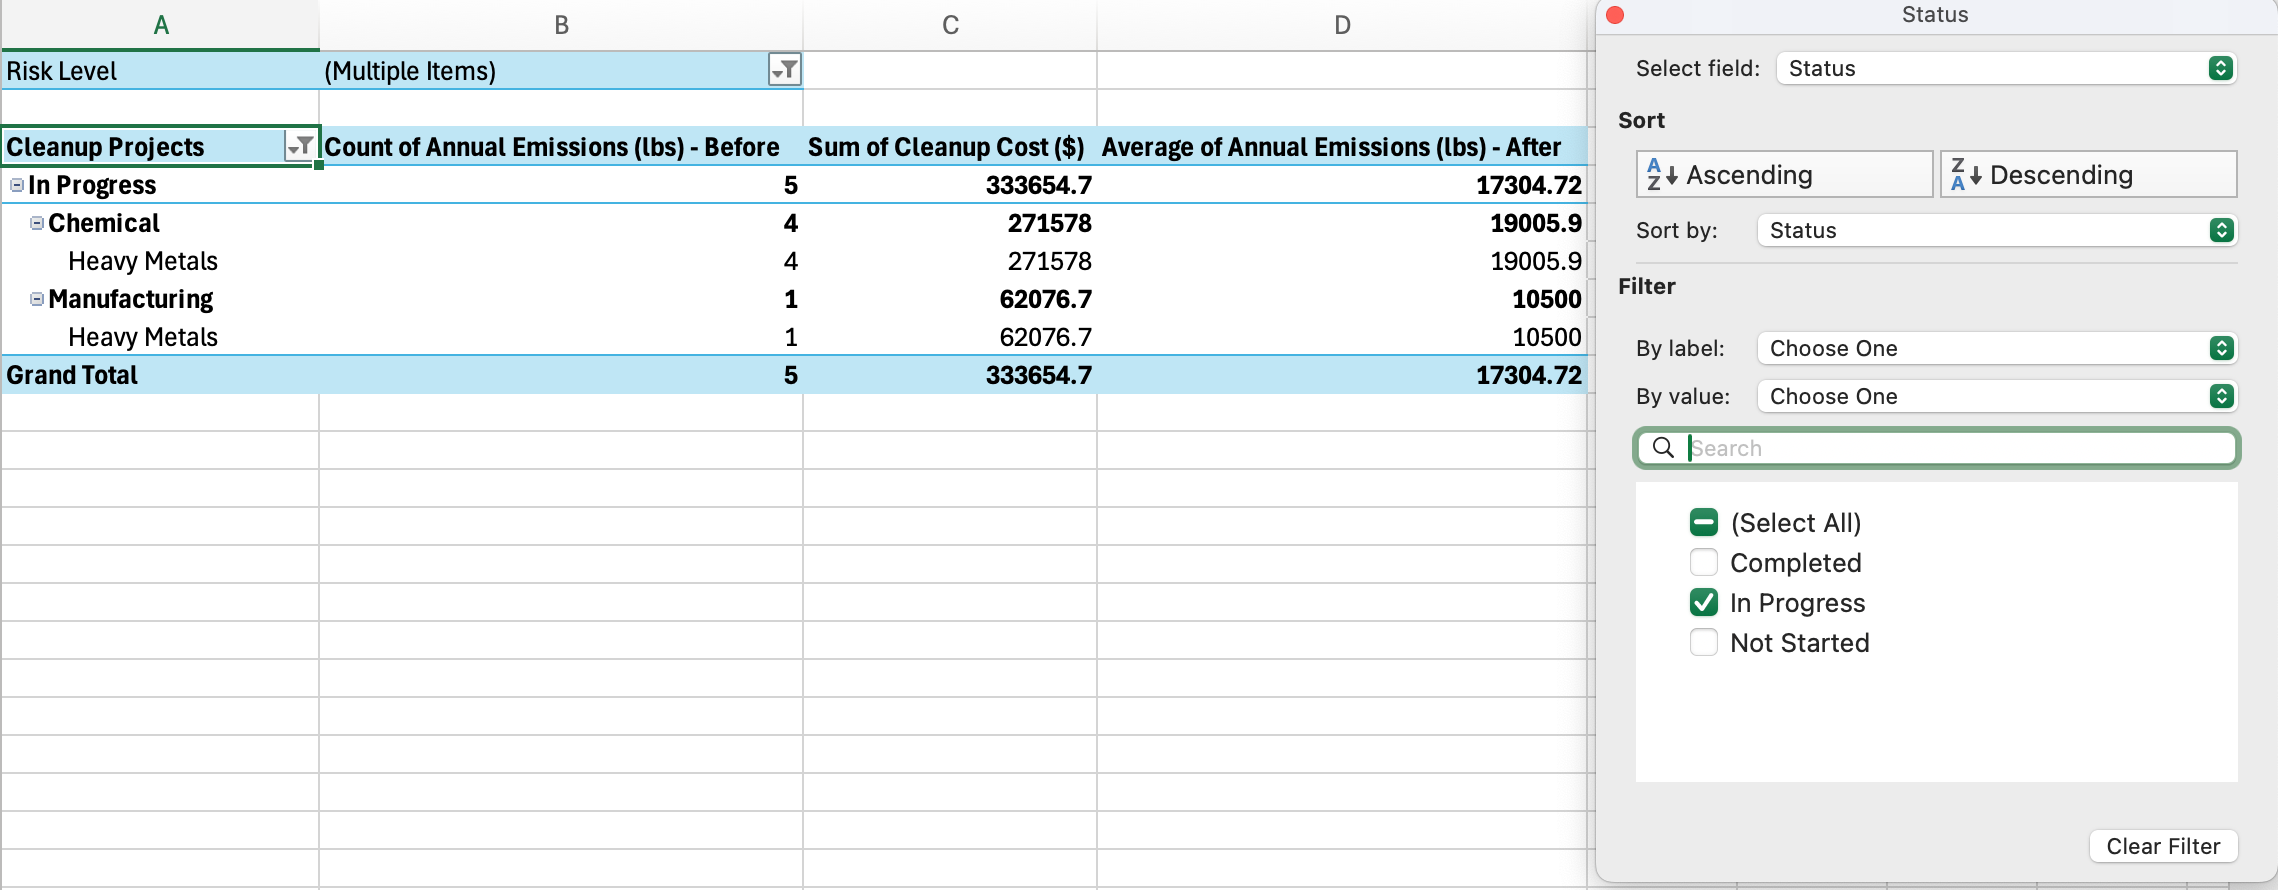 A B C D
Risk Level (Multiple Items)
Cleanup Projects Count of Annual Emissions (lbs) - Before Sum of Cleanup Cost ($) Average of Annual Emissions (lbs) - After
In Progress 5 333654.7 17304.72
Chemical 4 271578 19005.9
Heavy Metals 4 271578 19005.9
Manufacturing 1 62076.7 10500
Heavy Metals 1 62076.7 10500
Grand Total 5 333654.7 17304.72
Status
Select field: Status
Sort
A Z Ascending Z A Descending
Sort by: Status
Filter
By label: Choose One
By value: Choose One
Search
(Select All)
Completed
In Progress
Not Started
Clear Filter